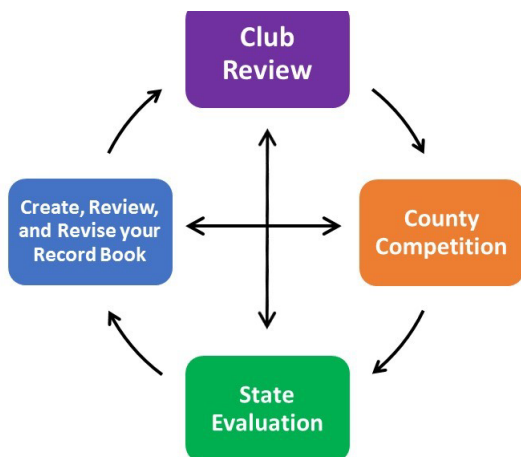 Club
Review
Create, Review,
and Revise your
Record Book
County
Competition
State
Evaluation